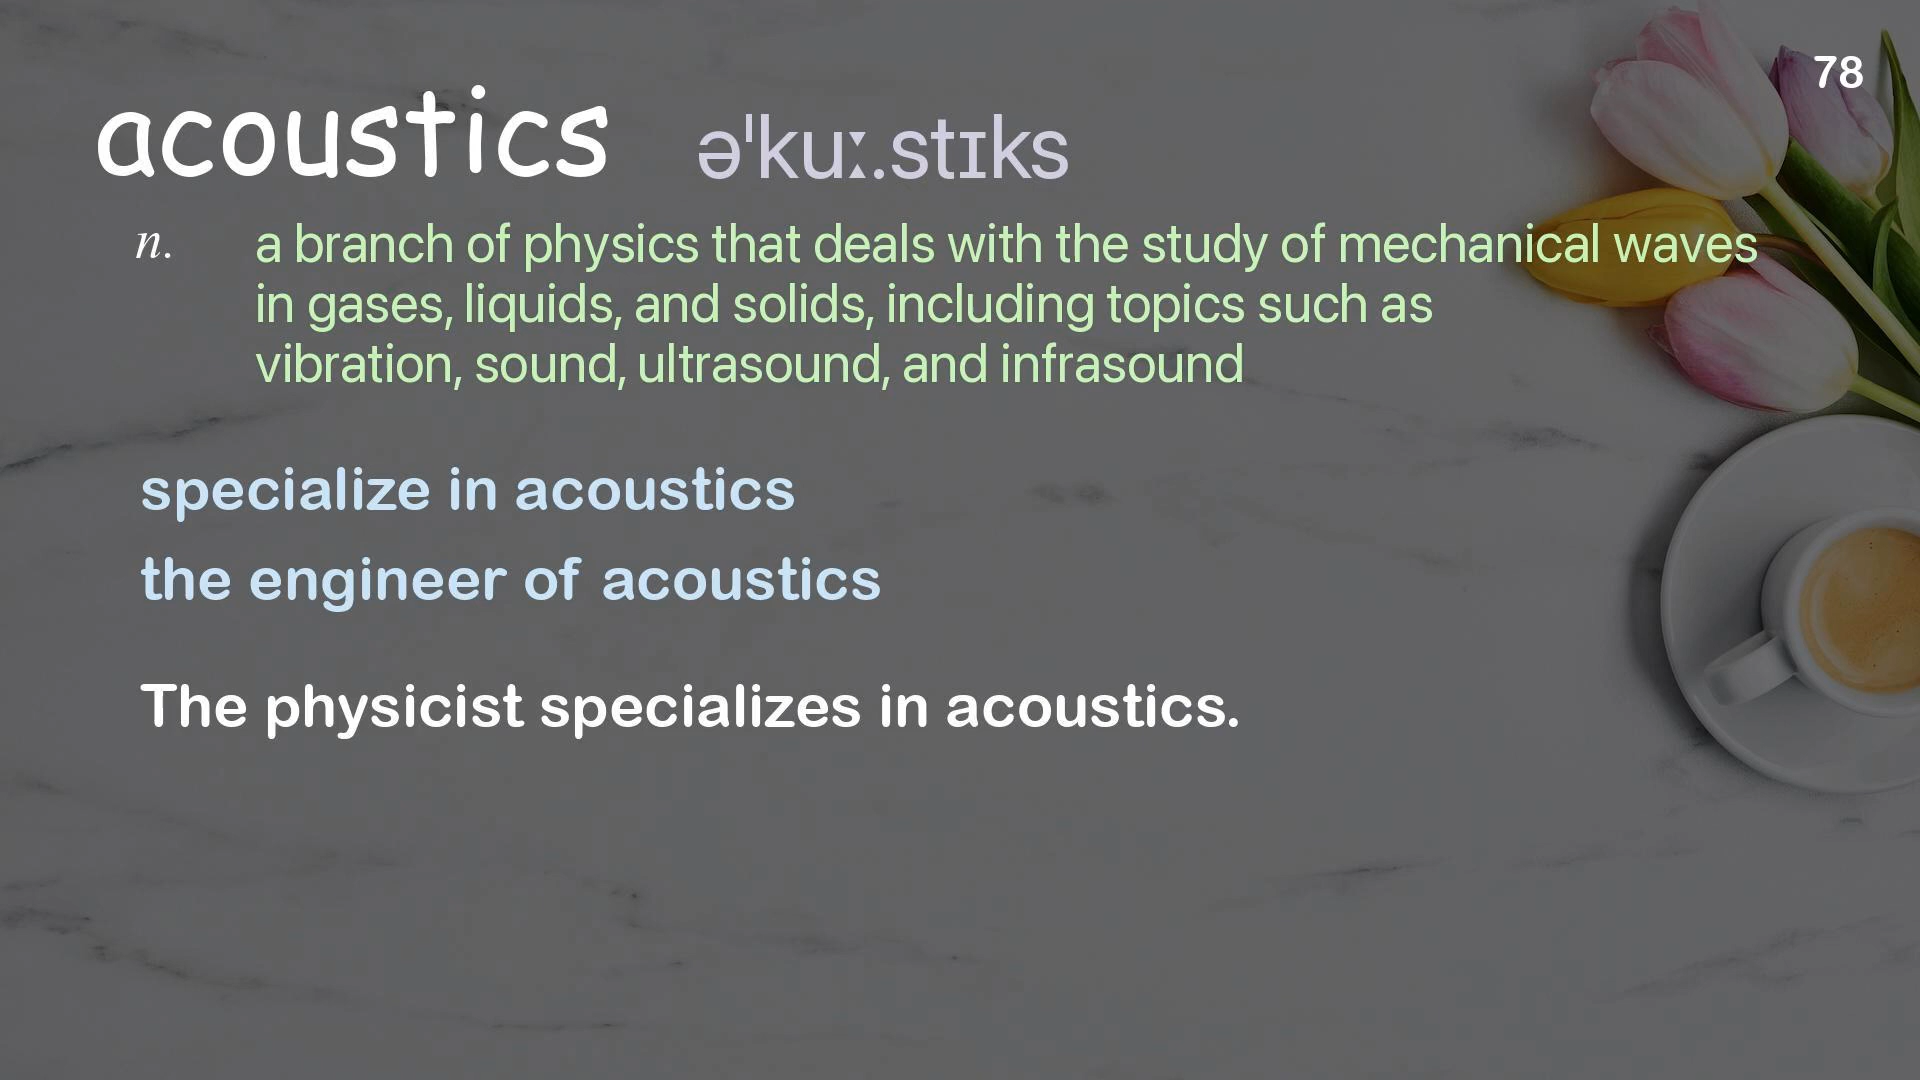 78
acoustics əˈkuː.stɪks
n. a branch of physics that deals with the study of mechanical waves
in gases, liquids, and solids, including topics such as
vibration, sound, ultrasound, and infrasound
specialize in acoustics
the engineer of acoustics
The physicist specializes in acoustics.